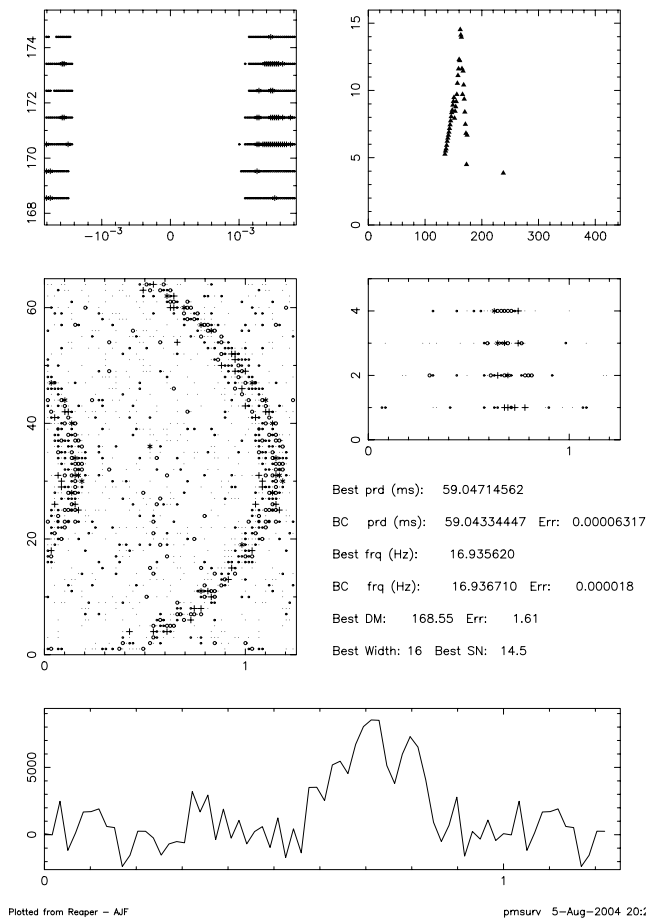 174
172
170
168
−10⁻³ 0 10⁻³
15
10
5
0
0 100 200 300 400
60
40
20
0
0 1
4
2
0
0 1
Best prd (ms): 59.04714562
BC prd (ms): 59.04334447 Err: 0.00006317
Best frq (Hz): 16.935620
BC frq (Hz): 16.936710 Err: 0.000018
Best DM: 168.55 Err: 1.61
Best Width: 16 Best SN: 14.5
5000
0
0 1
Plotted from Reaper − AJF
pmsurv 5−Aug−2004 20:2